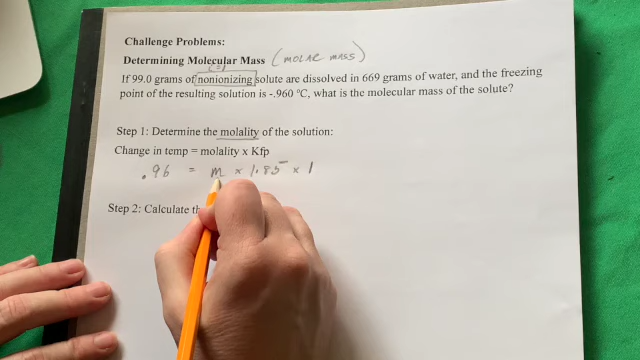 Challenge Problems:
Determining Molecular Mass (MOLAR MASS)
i=1
If 99.0 grams of nonionizing solute are dissolved in 669 grams of water, and the freezing
point of the resulting solution is -.960 °C, what is the molecular mass of the solute?
Step 1: Determine the molality of the solution:
Change in temp = molality x Kfp
.96 = m x 1.85 x 1
Step 2: Calculate